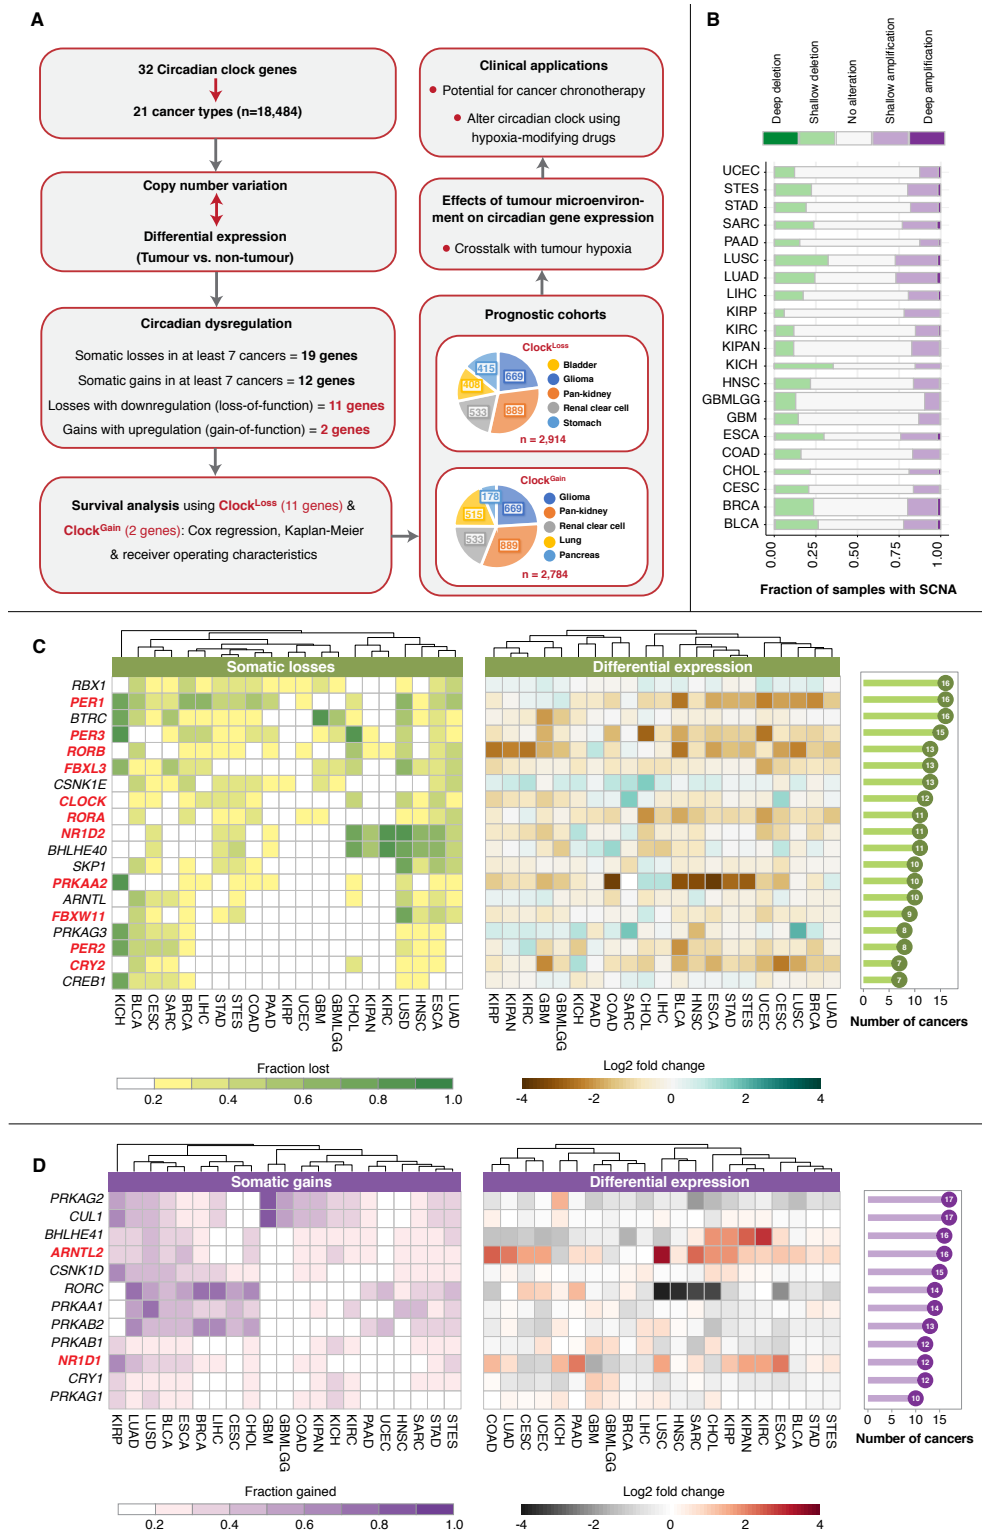 A
32 Circadian clock genes
21 cancer types (n=18,484)
Copy number variation
Differential expression
(Tumour vs. non-tumour)
Circadian dysregulation
Somatic losses in at least 7 cancers = 19 genes
Somatic gains in at least 7 cancers = 12 genes
Losses with downregulation (loss-of-function) = 11 genes
Gains with upregulation (gain-of-function) = 2 genes
Survival analysis using ClockLoss (11 genes) &
ClockGain (2 genes): Cox regression, Kaplan-Meier
& receiver operating characteristics
Clinical applications
Potential for cancer chronotherapy
Alter circadian clock using
hypoxia-modifying drugs
Effects of tumour microenviron-
ment on circadian gene expression
Crosstalk with tumour hypoxia
Prognostic cohorts
ClockLoss
415
669
408
533
889
Bladder
Glioma
Pan-kidney
Renal clear cell
Stomach
n = 2,914
ClockGain
178
669
515
533
889
Glioma
Pan-kidney
Renal clear cell
Lung
Pancreas
n = 2,784
B
Deep deletion
Shallow deletion
No alteration
Shallow amplification
Deep amplification
UCEC
STES
STAD
SARC
PAAD
LUSC
LUAD
LIHC
KIRP
KIRC
KIPAN
KICH
HNSC
GBMLGG
GBM
ESCA
COAD
CHOL
CESC
BRCA
BLCA
0.00
0.25
0.50
0.75
1.00
Fraction of samples with SCNA
C
Somatic losses
Differential expression
RBX1
PER1
BTRC
PER3
RORB
FBXL3
CSNK1E
CLOCK
RORA
NR1D2
BHLHE40
SKP1
PRKAA2
ARNTL
FBXW11
PRKAG3
PER2
CRY2
CREB1
KICH
BLCA
CESC
SARC
BRCA
LIHC
STAD
STES
COAD
PAAD
KIRP
UCEC
GBM
GBMLGG
CHOL
KIPAN
KIRC
LUSD
HNSC
ESCA
LUAD
KIRP
KIPAN
KIRC
GBM
GBMLGG
KICH
PAAD
COAD
SARC
CHOL
LIHC
BLCA
HNSC
ESCA
STAD
STES
UCEC
CESC
LUSC
BRCA
LUAD
16
16
16
15
13
13
13
12
11
11
11
10
10
10
9
8
8
7
7
0 5 10 15
Number of cancers
Fraction lost
0.2 0.4 0.6 0.8 1.0
Log2 fold change
-4 -2 0 2 4
D
Somatic gains
Differential expression
PRKAG2
CUL1
BHLHE41
ARNTL2
CSNK1D
RORC
PRKAA1
PRKAB2
PRKAB1
NR1D1
CRY1
PRKAG1
KIRP
LUAD
LUSD
BLCA
ESCA
BRCA
LIHC
CESC
CHOL
GBM
GBMLGG
COAD
KIPAN
KICH
KIRC
PAAD
UCEC
HNSC
SARC
STAD
STES
COAD
LUAD
CESC
UCEC
KICH
PAAD
GBM
GBMLGG
BRCA
LIHC
LUSC
HNSC
SARC
CHOL
KIRP
KIPAN
KIRC
ESCA
BLCA
STAD
STES
17
17
16
16
15
14
14
13
12
12
12
10
0 5 10 15
Number of cancers
Fraction gained
0.2 0.4 0.6 0.8 1.0
Log2 fold change
-4 -2 0 2 4